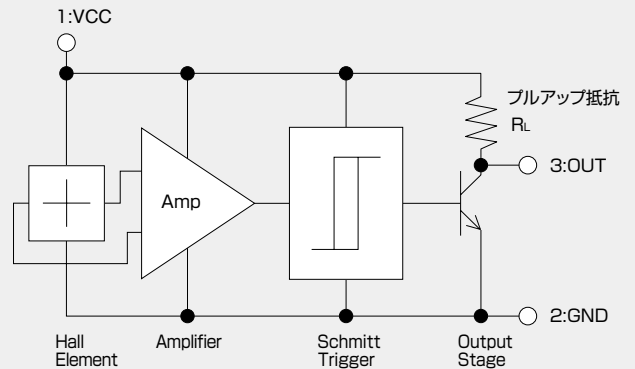 1:VCC
プルアップ抵抗
RL
3:OUT
Amp
2:GND
Hall
Element
Amplifier
Schmitt
Trigger
Output
Stage